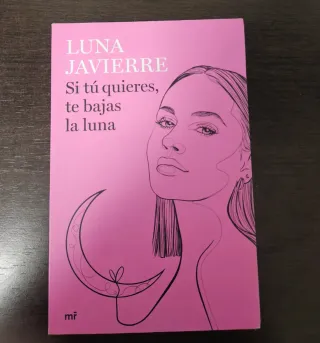 LUNA
JAVIERRE
Si tú quieres,
te bajas
la luna
mr